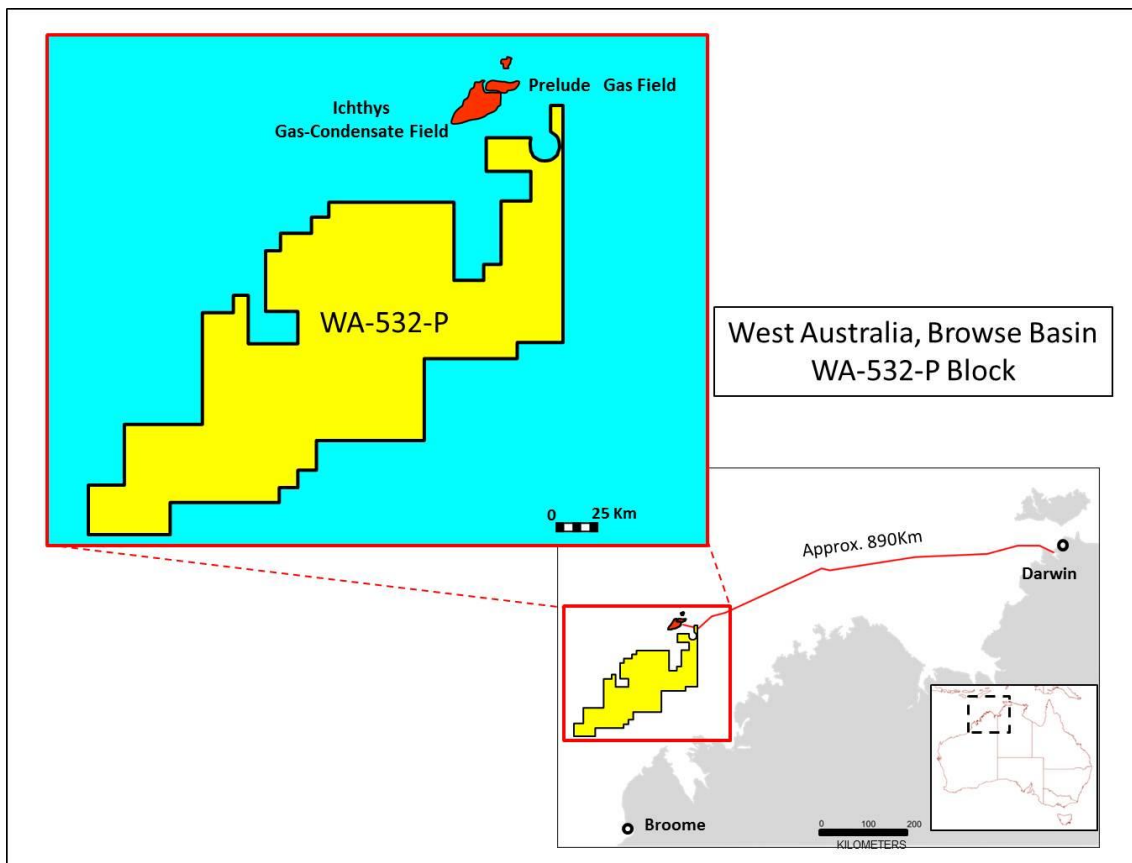 Prelude Gas Field
Ichthys
Gas-Condensate Field
WA-532-P
West Australia, Browse Basin
WA-532-P Block
0 25 Km
Approx. 890Km
Darwin
Broome
0 100 200
KILOMETERS